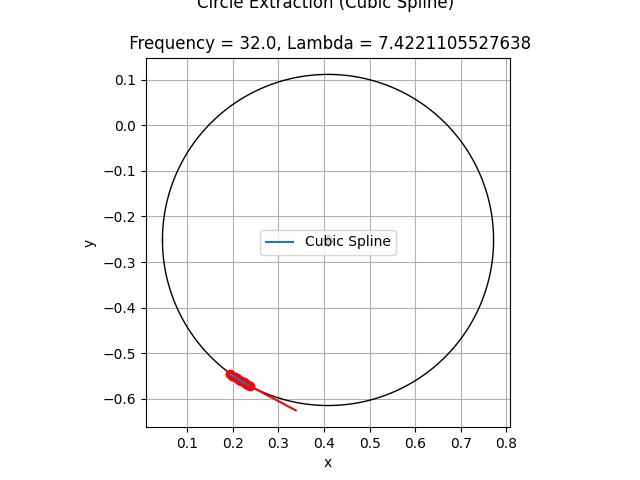 Circle Extraction (Cubic Spline)
Frequency = 32.0, Lambda = 7.4221105527638
0.1
0.0
−0.1
−0.2
−0.3
−0.4
−0.5
−0.6
y
Cubic Spline
0.1 0.2 0.3 0.4 0.5 0.6 0.7 0.8
x